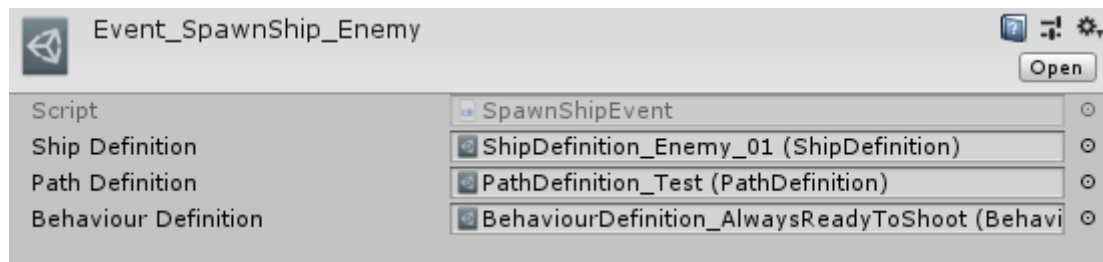 Event_SpawnShip_Enemy
Open
Script SpawnShipEvent
Ship Definition ShipDefinition_Enemy_01 (ShipDefinition)
Path Definition PathDefinition_Test (PathDefinition)
Behaviour Definition BehaviourDefinition_AlwaysReadyToShoot (Behavi